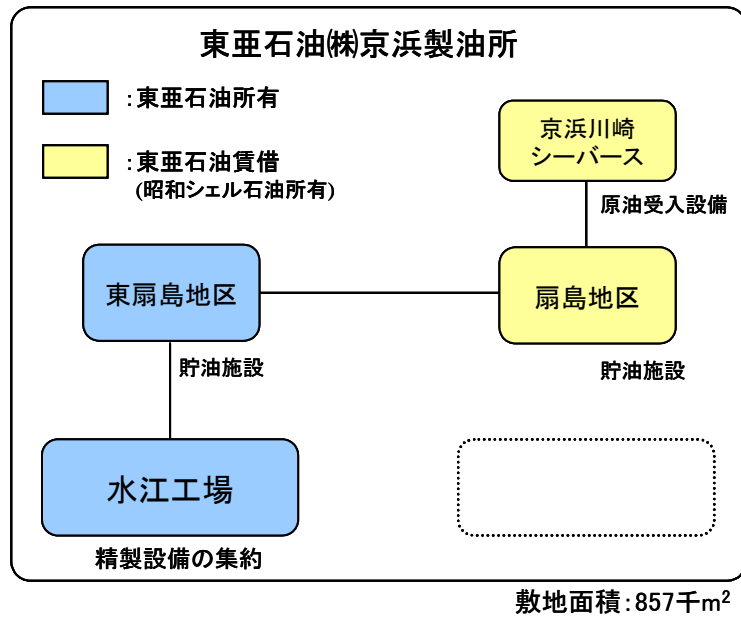 東亜石油㈱京浜製油所
：東亜石油所有
：東亜石油賃借
(昭和シェル石油所有)
京浜川崎
シーバース
原油受入設備
東扇島地区
扇島地区
貯油施設
貯油施設
水江工場
精製設備の集約
敷地面積：857千m²